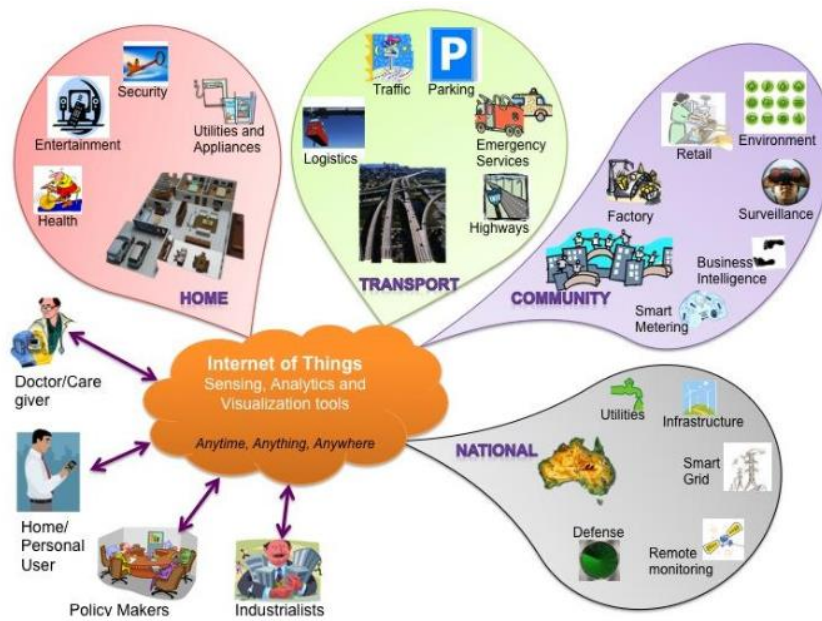 Security
Entertainment
Utilities and
Appliances
Health
HOME
Traffic
P
Parking
Logistics
Emergency
Services
Highways
TRANSPORT
Retail
Environment
Factory
Surveillance
Business
Intelligence
COMMUNITY
Smart
Metering
Internet of Things
Sensing, Analytics and
Visualization tools
Anytime, Anything, Anywhere
Doctor/Care
giver
Home/
Personal
User
Policy Makers
Industrialists
NATIONAL
Utilities
Infrastructure
Smart
Grid
Defense
Remote
monitoring